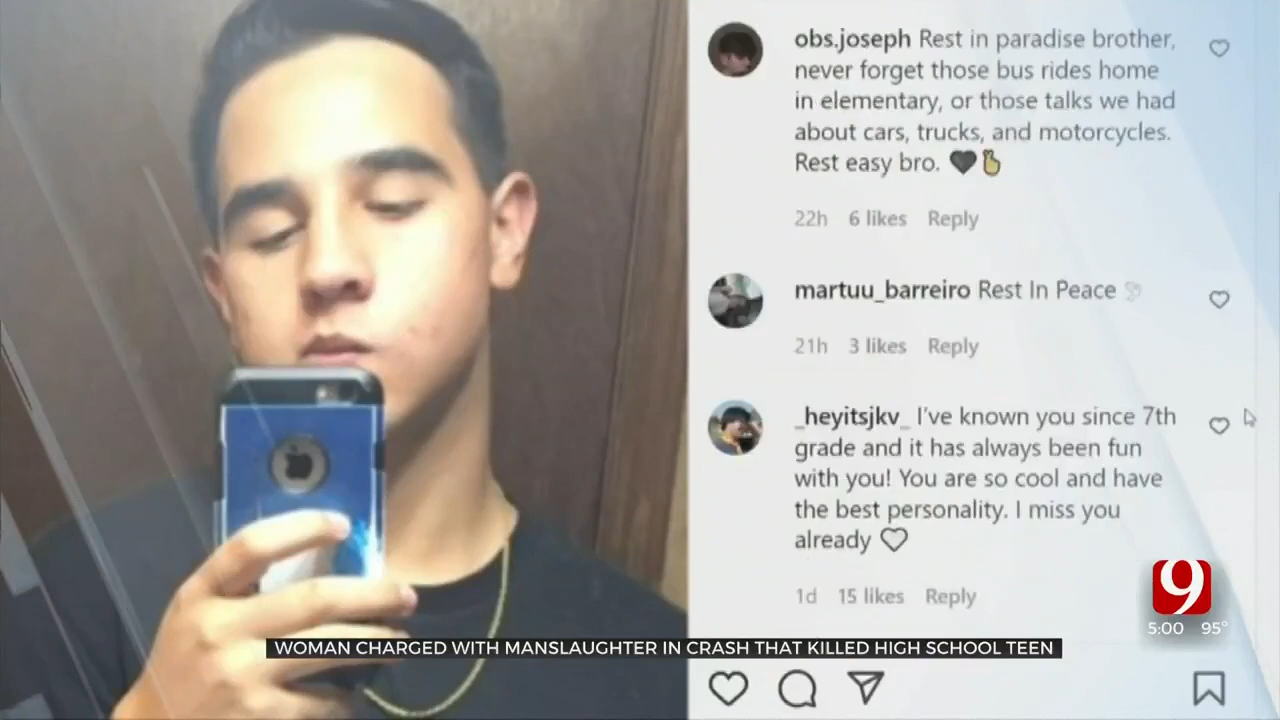 obs.joseph Rest in paradise brother,
never forget those bus rides home
in elementary, or those talks we had
about cars, trucks, and motorcycles.
Rest easy bro. 🖤🫰
22h 6 likes Reply
martuu_barreiro Rest In Peace 🕊
21h 3 likes Reply
_heyitsjkv_ I've known you since 7th
grade and it has always been fun
with you! You are so cool and have
the best personality. I miss you
already ♡
1d 15 likes Reply
9
5:00 95°
WOMAN CHARGED WITH MANSLAUGHTER IN CRASH THAT KILLED HIGH SCHOOL TEEN